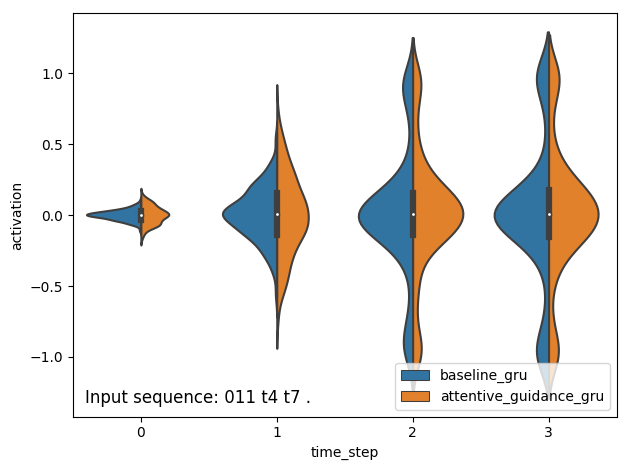 1.0
0.5
0.0
−0.5
−1.0
activation
Input sequence: 011 t4 t7 .
baseline_gru
attentive_guidance_gru
0 1 2 3
time_step